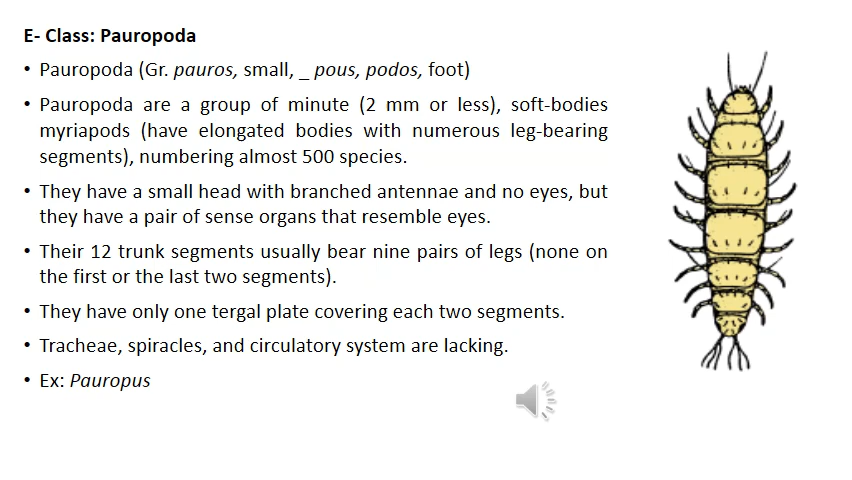 E- Class: Pauropoda
• Pauropoda (Gr. pauros, small, _ pous, podos, foot)
• Pauropoda are a group of minute (2 mm or less), soft-bodies
myriapods (have elongated bodies with numerous leg-bearing
segments), numbering almost 500 species.
• They have a small head with branched antennae and no eyes, but
they have a pair of sense organs that resemble eyes.
• Their 12 trunk segments usually bear nine pairs of legs (none on
the first or the last two segments).
• They have only one tergal plate covering each two segments.
• Tracheae, spiracles, and circulatory system are lacking.
• Ex: Pauropus